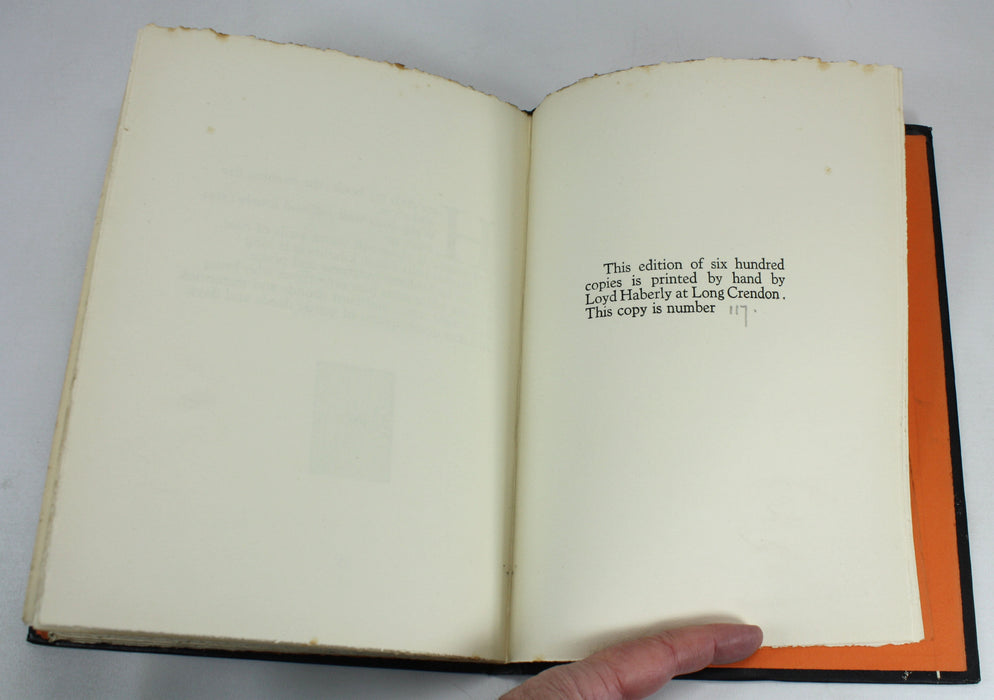 This edition of six hundred
copies is printed by hand by
Loyd Haberly at Long Crendon.
This copy is number 117.